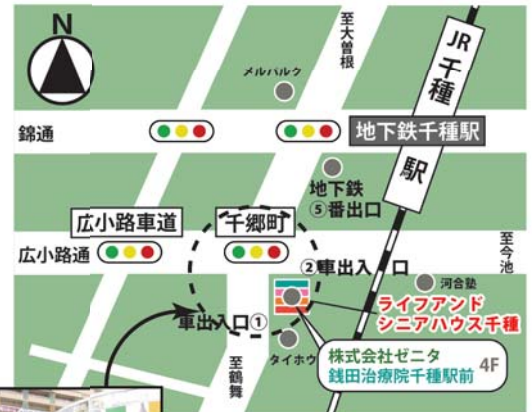 N
至大曽根
JR千種駅
メルパルク
錦通
地下鉄千種駅
地下鉄
⑤番出口
広小路車道
千郷町
広小路通
②車出入 口
至今池
河合塾
ライフアンド
シニアハウス千種
車出入口①
タイホウ
株式会社ゼニタ
銭田治療院千種駅前
4F
至鶴舞